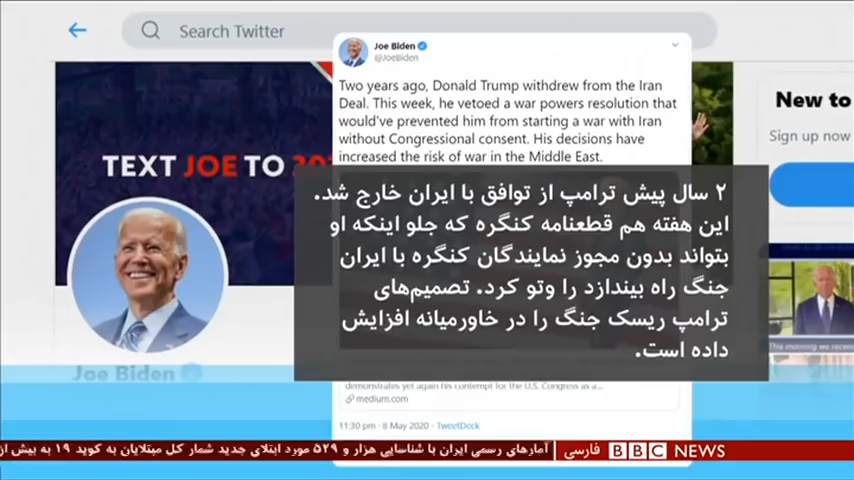 Search Twitter
Joe Biden
@JoeBiden
Two years ago, Donald Trump withdrew from the Iran
Deal. This week, he vetoed a war powers resolution that
would've prevented him from starting a war with Iran
without Congressional consent. His decisions have
increased the risk of war in the Middle East.
TEXT JOE TO
New to
Sign up now
۲ سال پیش ترامپ از توافق با ایران خارج شد.
این هفته هم قطعنامه کنگره که جلو اینکه او
بتواند بدون مجوز نمایندگان کنگره با ایران
جنگ راه بیندازد را وتو کرد. تصمیم‌های
ترامپ ریسک جنگ را در خاورمیانه افزایش
داده است.
This morning we receive
Joe Biden
demonstrates yet again his contempt for the U.S. Congress as a...
medium.com
11:30 pm · 8 May 2020 · TweetDeck
آمارهای رسمی ایران با شناسایی هزار و ۵۲۹ مورد ابتلای جدید شمار کل مبتلایان به کوید ۱۹ به بیش از
BBC NEWS فارسی